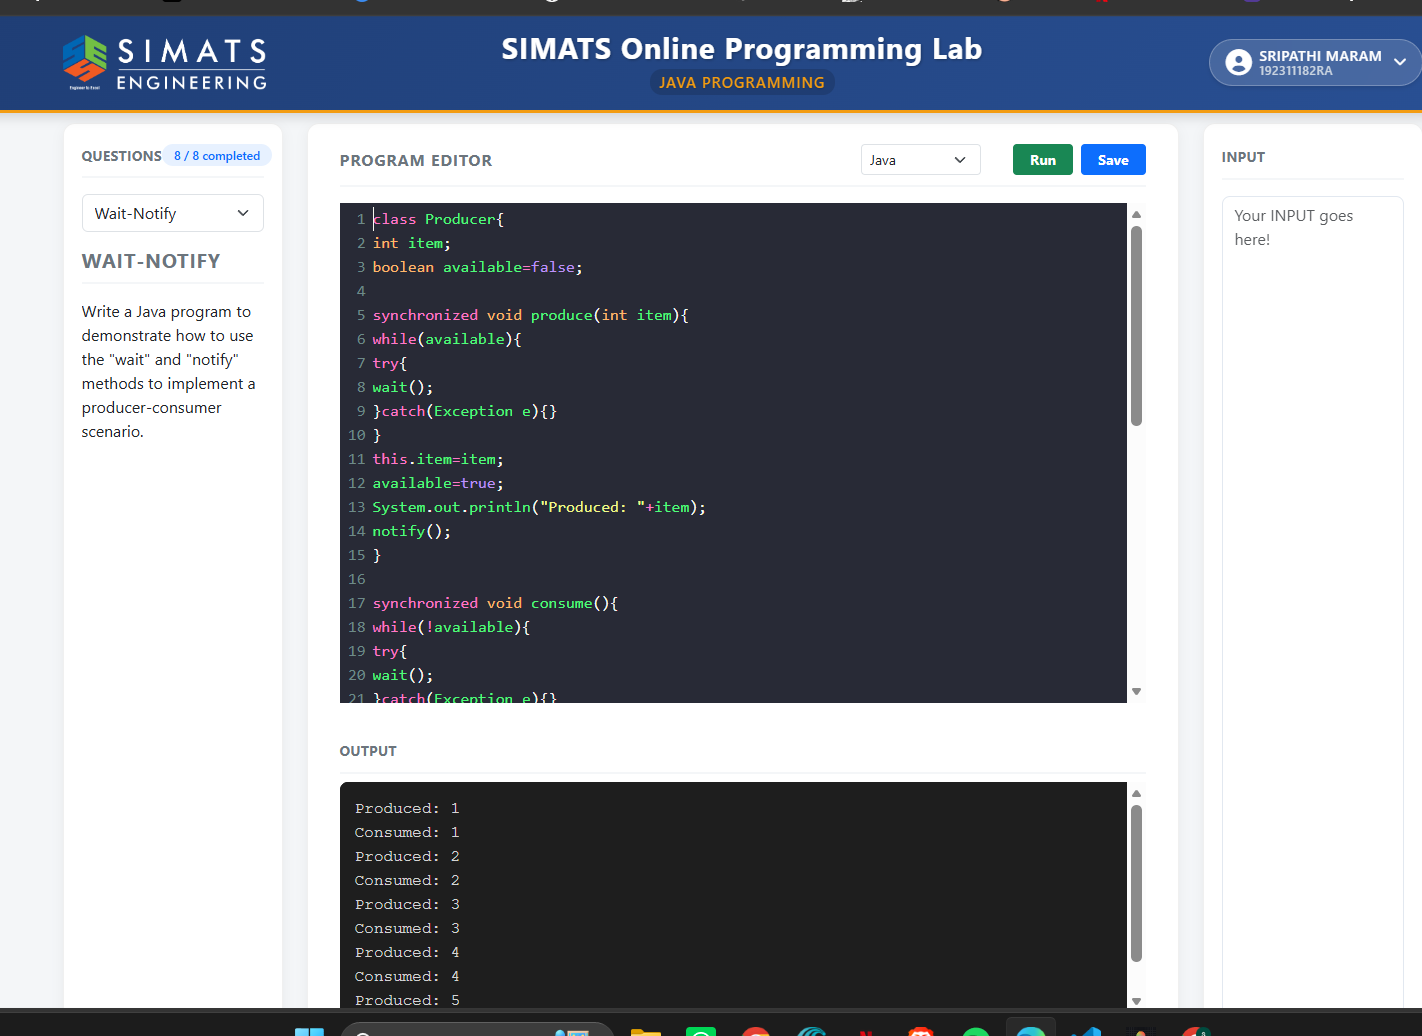 SIMATS
ENGINEERING
Engineer to Excel
SIMATS Online Programming Lab
JAVA PROGRAMMING
SRIPATHI MARAM
192311182RA
QUESTIONS
8 / 8 completed
Wait-Notify
WAIT-NOTIFY
Write a Java program to
demonstrate how to use
the "wait" and "notify"
methods to implement a
producer-consumer
scenario.
PROGRAM EDITOR
Java
Run
Save
1 class Producer{
2 int item;
3 boolean available=false;
4
5 synchronized void produce(int item){
6 while(available){
7 try{
8 wait();
9 }catch(Exception e){}
10 }
11 this.item=item;
12 available=true;
13 System.out.println("Produced: "+item);
14 notify();
15 }
16
17 synchronized void consume(){
18 while(!available){
19 try{
20 wait();
21 }catch(Exception e){}
OUTPUT
Produced: 1
Consumed: 1
Produced: 2
Consumed: 2
Produced: 3
Consumed: 3
Produced: 4
Consumed: 4
Produced: 5
INPUT
Your INPUT goes
here!